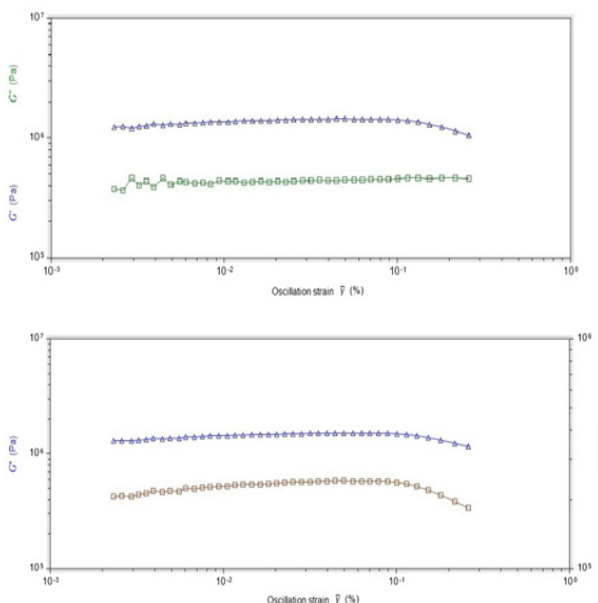 10⁷
G″ (Pa)
10⁶
G′ (Pa)
10⁵
10⁻³ 10⁻² 10⁻¹ 10⁰
Oscillation strain γ̂ (%)
10⁷ 10⁶
(Pa)
10⁶
10⁵ 10⁵
10⁻³ 10⁻² 10⁻¹ 10⁰
Oscillation strain γ̂ (%)